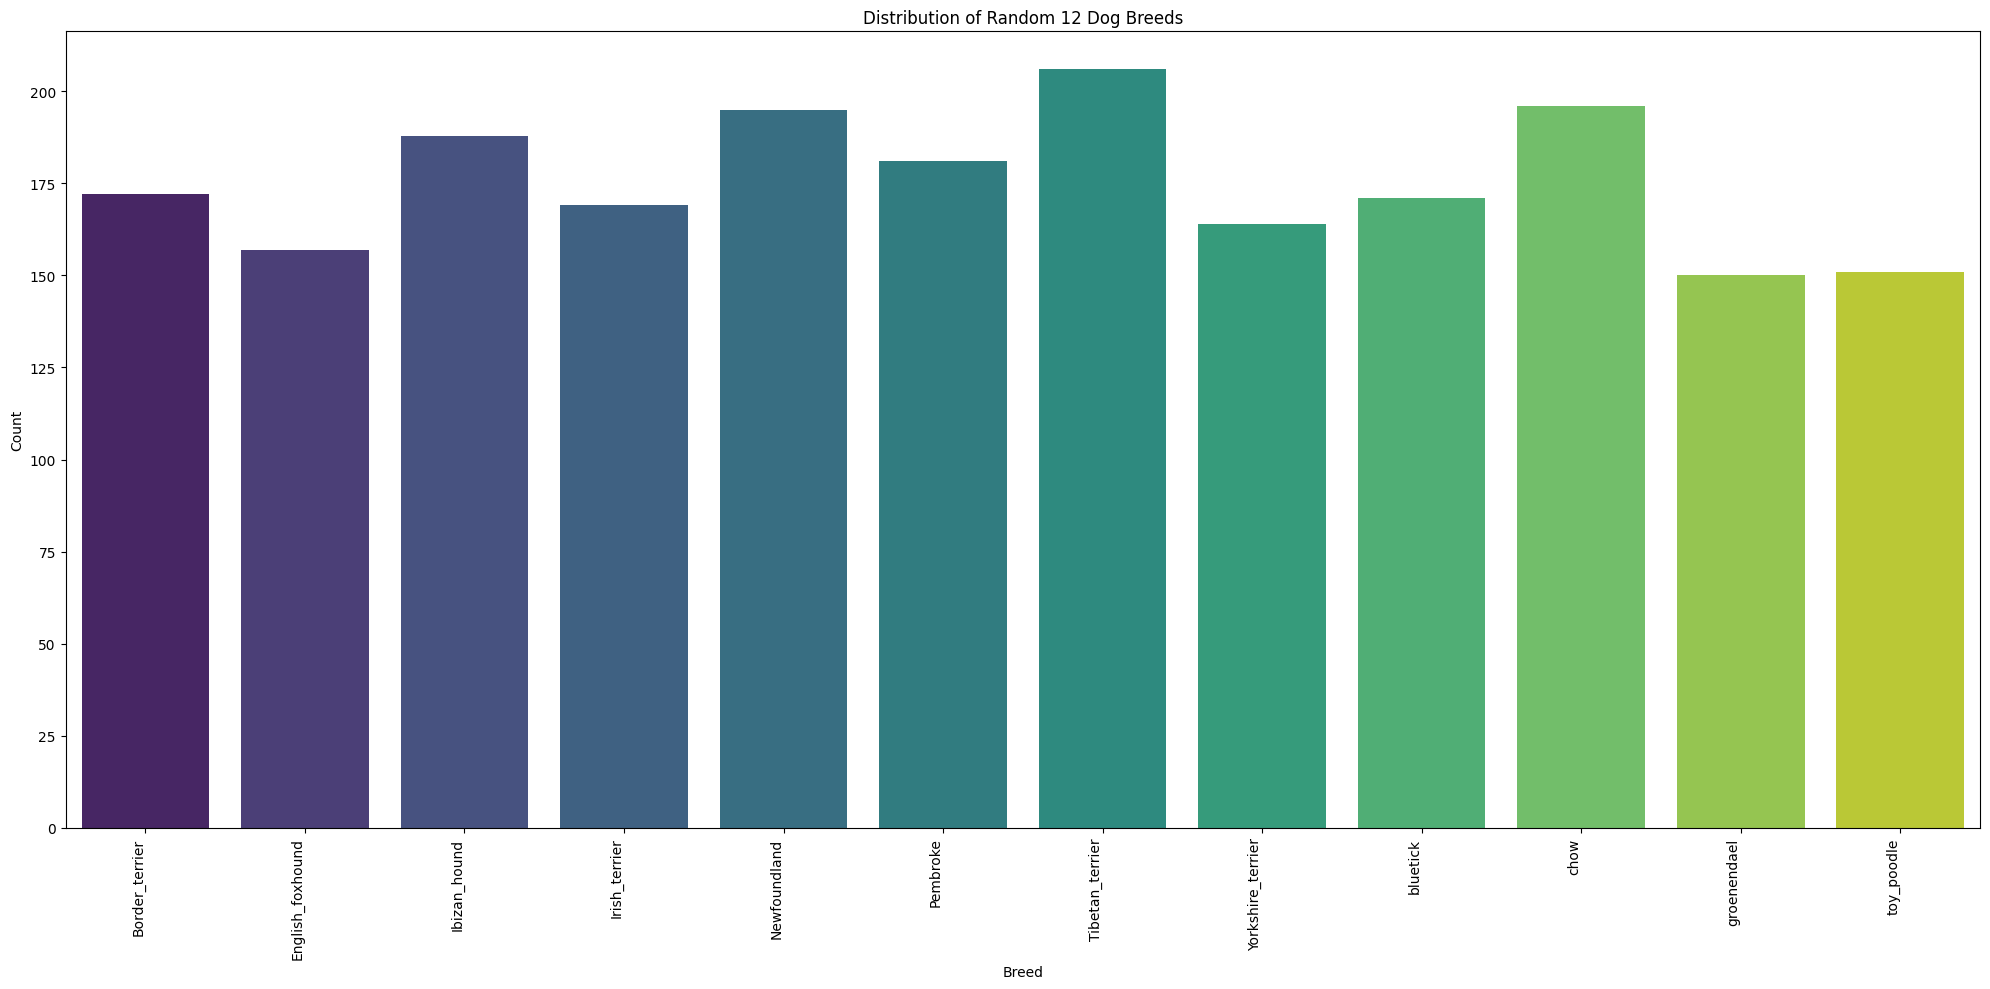 Distribution of Random 12 Dog Breeds
200
175
150
125
100
75
50
25
0
Count
Border_terrier
English_foxhound
Ibizan_hound
Irish_terrier
Newfoundland
Pembroke
Tibetan_terrier
Yorkshire_terrier
bluetick
chow
groenendael
toy_poodle
Breed